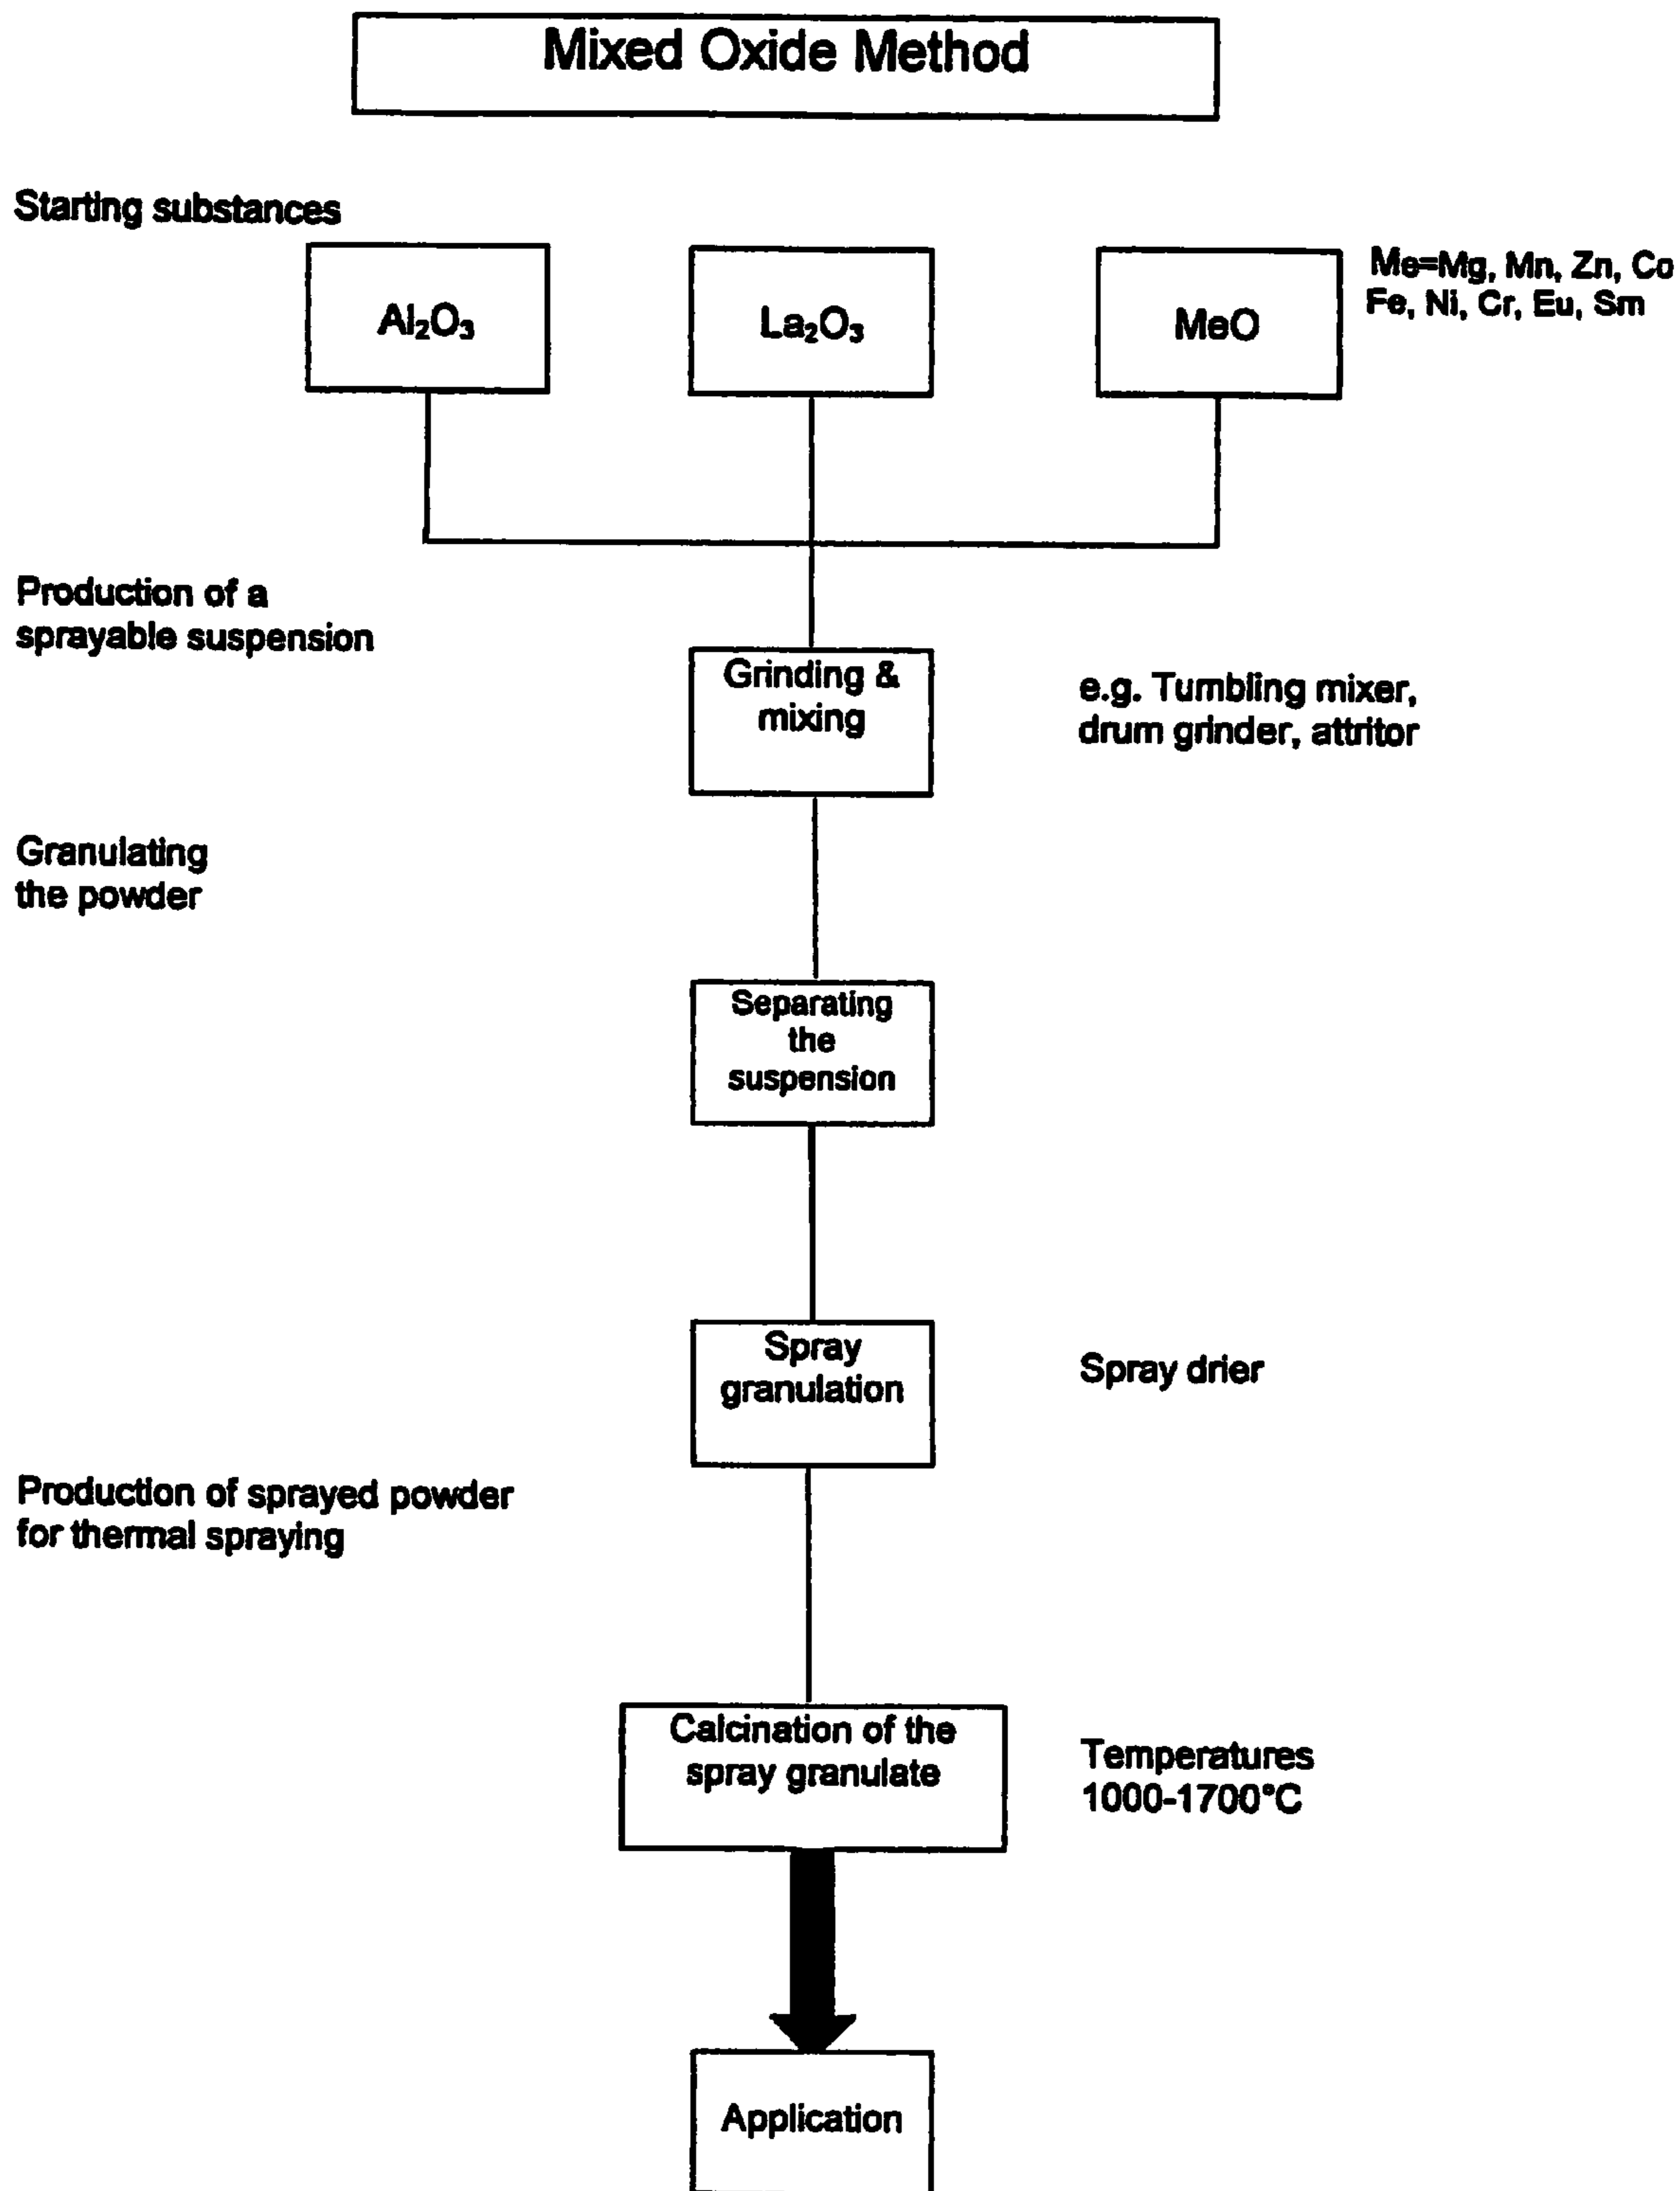 Mixed Oxide Method
Starting substances
Al₂O₃
La₂O₃
MeO
Me=Mg, Mn, Zn, Co
Fe, Ni, Cr, Eu, Sm
Production of a
sprayable suspension
Grinding &
mixing
e.g. Tumbling mixer,
drum grinder, attritor
Granulating
the powder
Separating
the
suspension
Spray
granulation
Spray drier
Production of sprayed powder
for thermal spraying
Calcination of the
spray granulate
Temperatures
1000-1700°C
Application